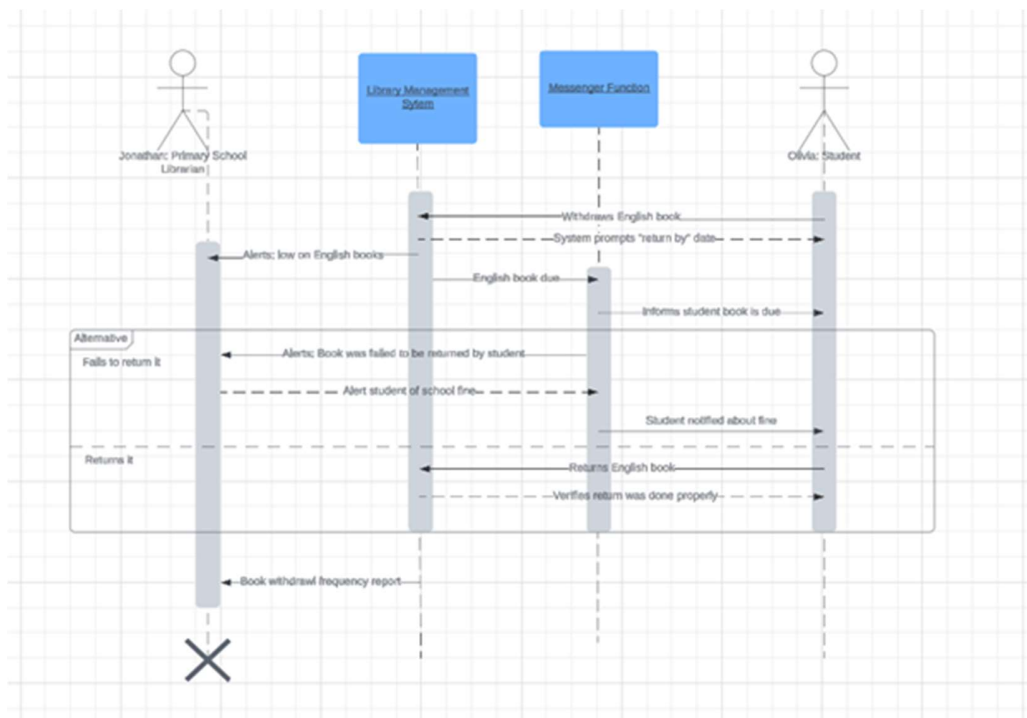 Library Management
Sytem
Messenger Function
Jonathan: Primary School
Librarian
Olivia: Student
Withdraws English book
System prompts "return by" date
Alerts; low on English books
English book due
Informs student book is due
Alternative
Fails to return it
Alerts; Book was failed to be returned by student
Alert student of school fine
Student notified about fine
Returns it
Returns English book
Verifies return was done properly
Book withdrawl frequency report